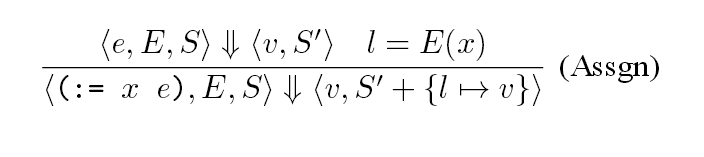 ⟨e, E, S⟩ ⇓ ⟨v, S′⟩ l = E(x)
⟨(:= x e), E, S⟩ ⇓ ⟨v, S′ + {l ↦ v}⟩ (Assgn)